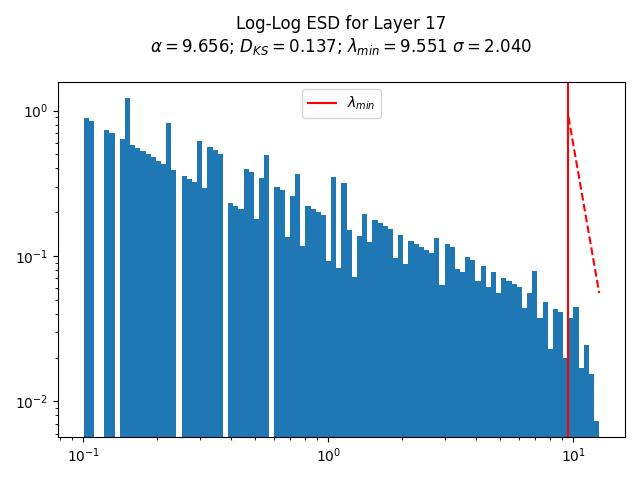 Log-Log ESD for Layer 17
α = 9.656; D_KS = 0.137; λ_min = 9.551 σ = 2.040
λ_min
10⁰
10⁻¹
10⁻²
10⁻¹ 10⁰ 10¹